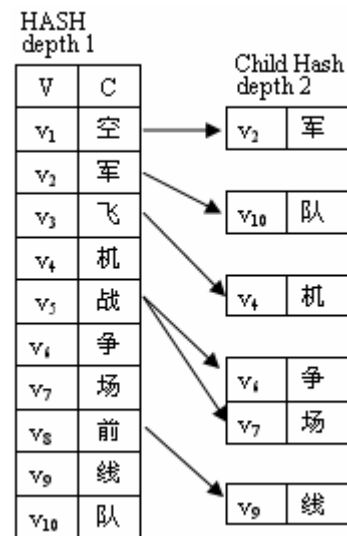 HASH
depth 1
V C
v1 空
v2 军
v3 飞
v4 机
v5 战
v6 争
v7 场
v8 前
v9 线
v10 队
Child Hash
depth 2
v2 军
v10 队
v4 机
v6 争
v7 场
v9 线